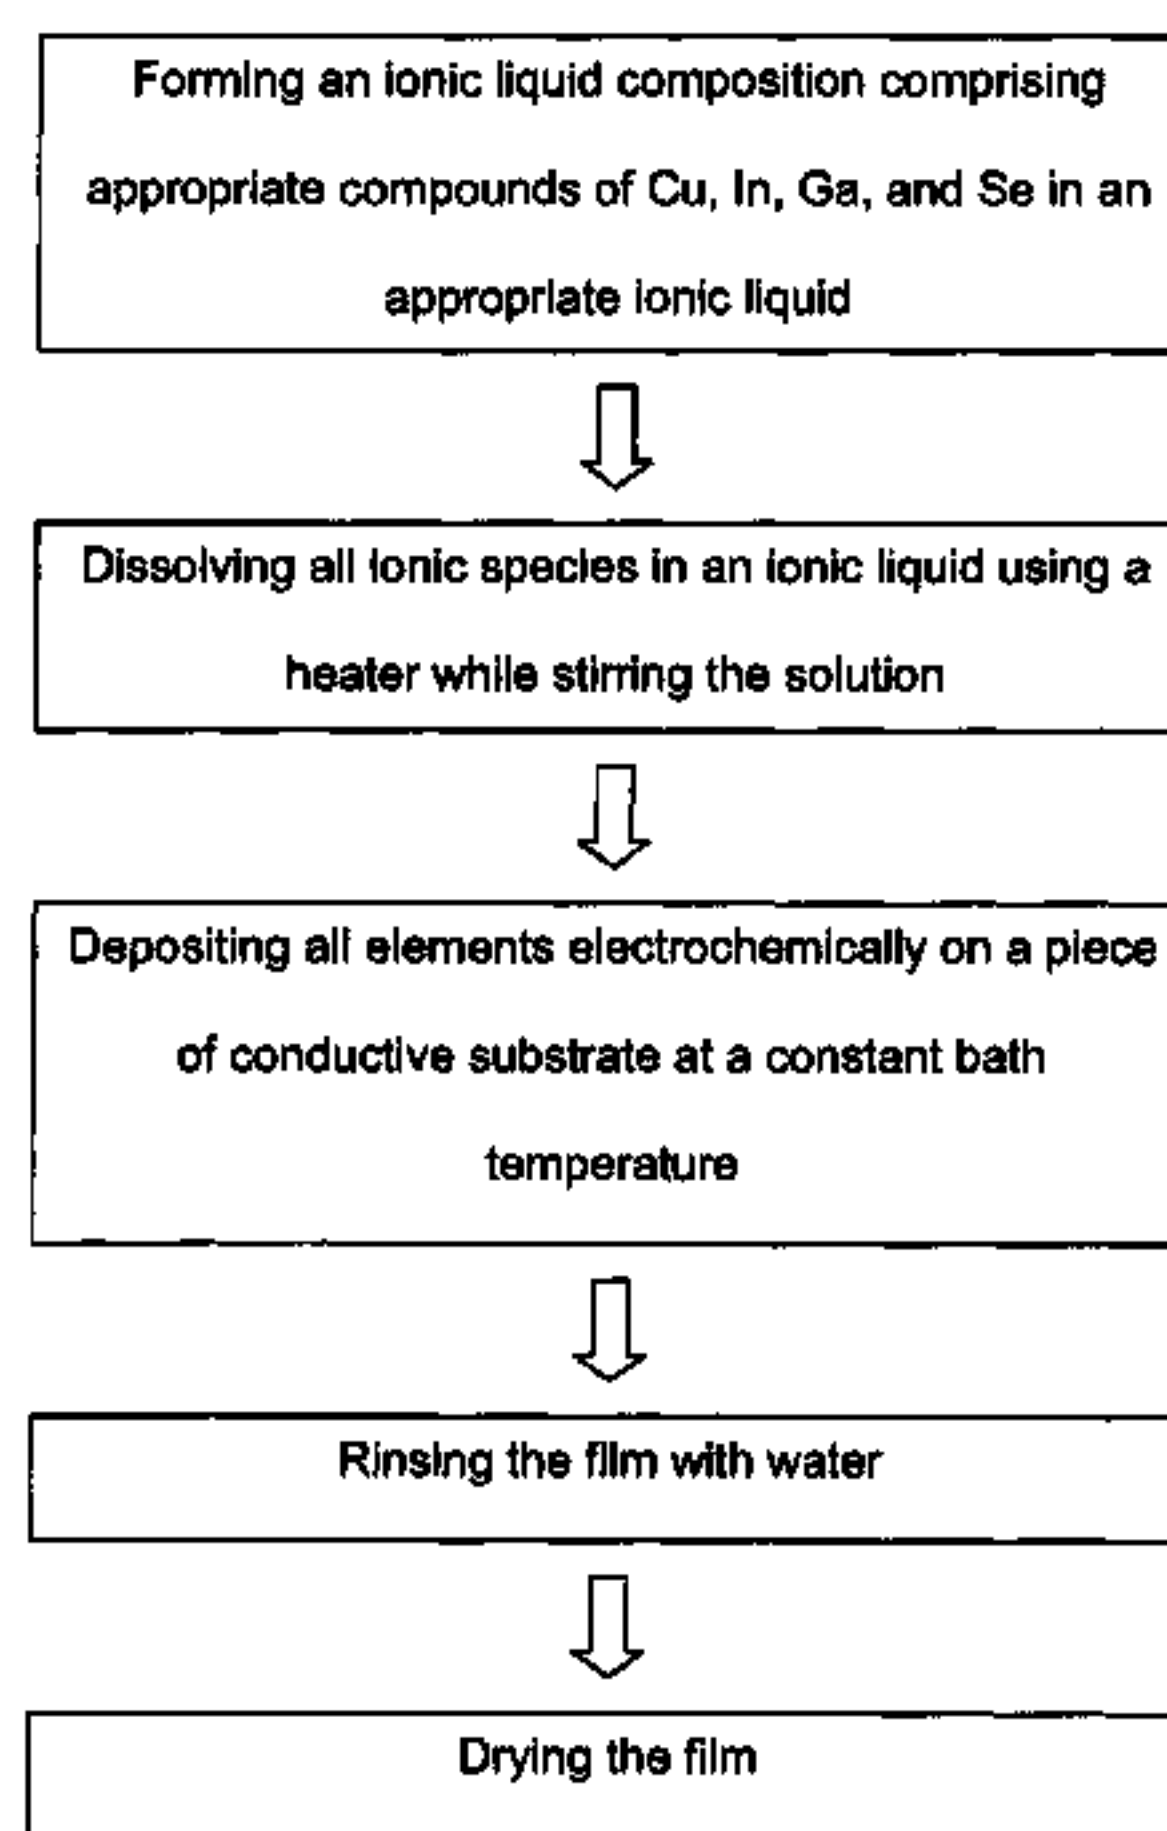 Forming an ionic liquid composition comprising
appropriate compounds of Cu, In, Ga, and Se in an
appropriate ionic liquid
Dissolving all ionic species in an ionic liquid using a
heater while stirring the solution
Depositing all elements electrochemically on a piece
of conductive substrate at a constant bath
temperature
Rinsing the film with water
Drying the film